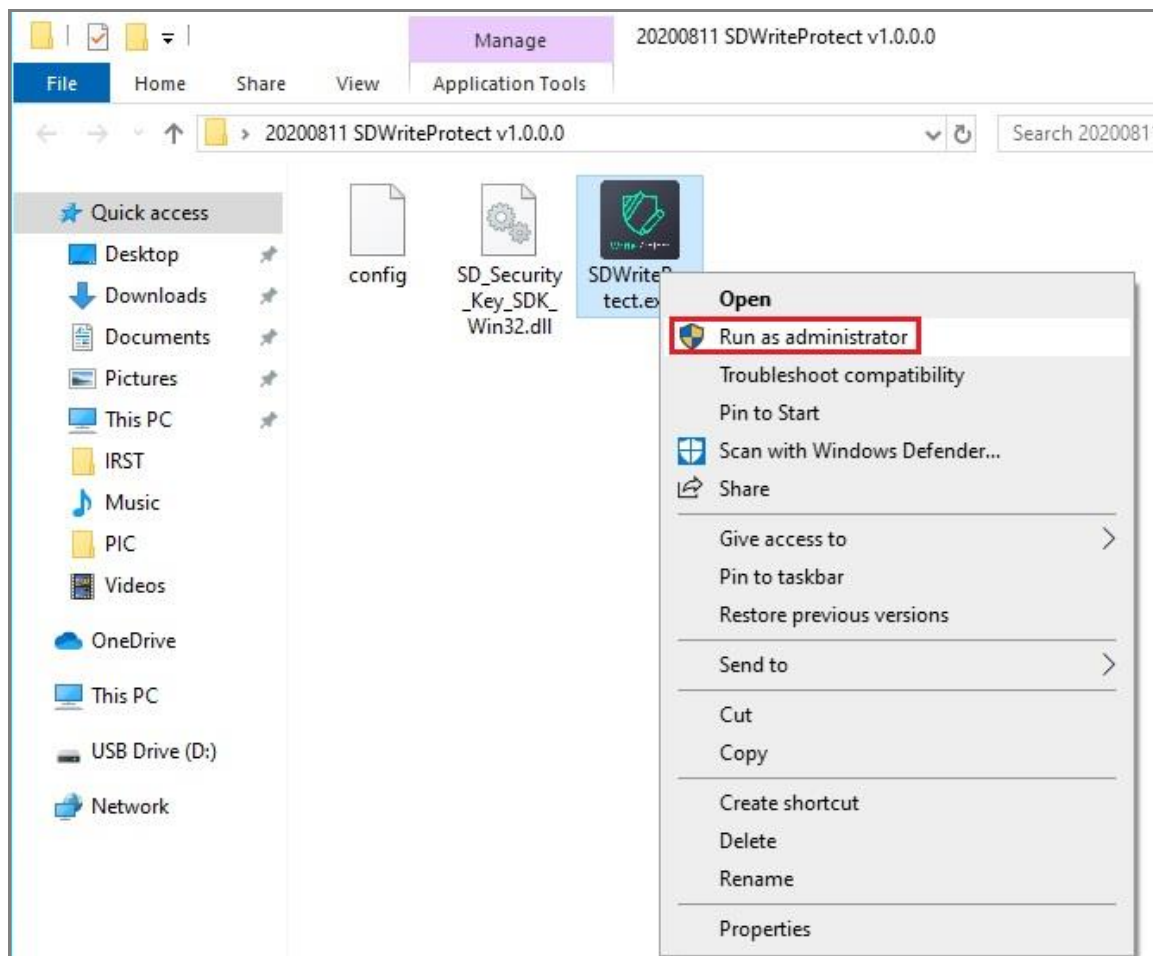 Manage
20200811 SDWriteProtect v1.0.0.0
File
Home
Share
View
Application Tools
20200811 SDWriteProtect v1.0.0.0
Search 20200811
Quick access
Desktop
Downloads
Documents
Pictures
This PC
IRST
Music
PIC
Videos
OneDrive
This PC
USB Drive (D:)
Network
config
SD_Security
_Key_SDK_
Win32.dll
SDWriteP
tect.ex
Open
Run as administrator
Troubleshoot compatibility
Pin to Start
Scan with Windows Defender...
Share
Give access to
Pin to taskbar
Restore previous versions
Send to
Cut
Copy
Create shortcut
Delete
Rename
Properties